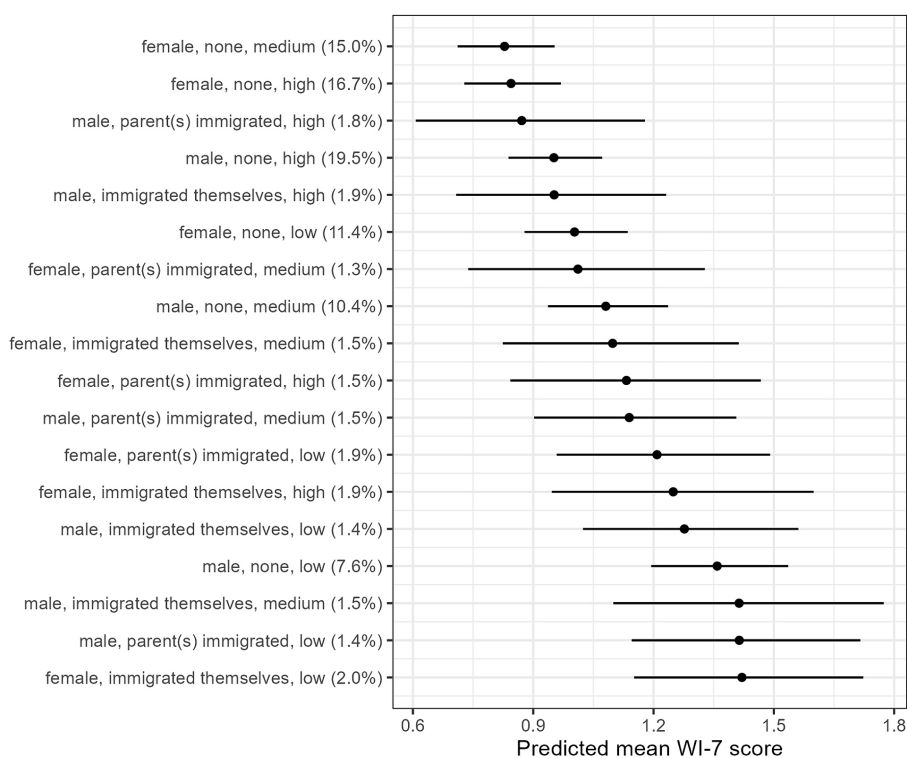 female, none, medium (15.0%)
female, none, high (16.7%)
male, parent(s) immigrated, high (1.8%)
male, none, high (19.5%)
male, immigrated themselves, high (1.9%)
female, none, low (11.4%)
female, parent(s) immigrated, medium (1.3%)
male, none, medium (10.4%)
female, immigrated themselves, medium (1.5%)
female, parent(s) immigrated, high (1.5%)
male, parent(s) immigrated, medium (1.5%)
female, parent(s) immigrated, low (1.9%)
female, immigrated themselves, high (1.9%)
male, immigrated themselves, low (1.4%)
male, none, low (7.6%)
male, immigrated themselves, medium (1.5%)
male, parent(s) immigrated, low (1.4%)
female, immigrated themselves, low (2.0%)
0.6 0.9 1.2 1.5 1.8
Predicted mean WI-7 score